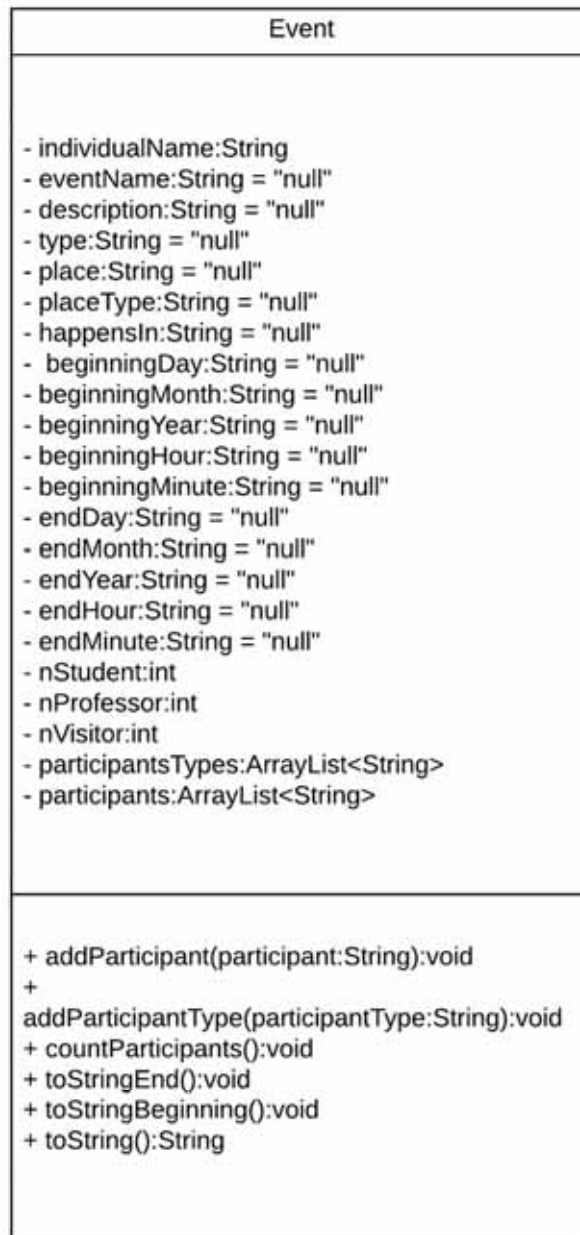 Event
- individualName:String
- eventName:String = "null"
- description:String = "null"
- type:String = "null"
- place:String = "null"
- placeType:String = "null"
- happensIn:String = "null"
- beginningDay:String = "null"
- beginningMonth:String = "null"
- beginningYear:String = "null"
- beginningHour:String = "null"
- beginningMinute:String = "null"
- endDay:String = "null"
- endMonth:String = "null"
- endYear:String = "null"
- endHour:String = "null"
- endMinute:String = "null"
- nStudent:int
- nProfessor:int
- nVisitor:int
- participantsTypes:ArrayList<String>
- participants:ArrayList<String>
+ addParticipant(participant:String):void
+
addParticipantType(participantType:String):void
+ countParticipants():void
+ toStringEnd():void
+ toStringBeginning():void
+ toString():String